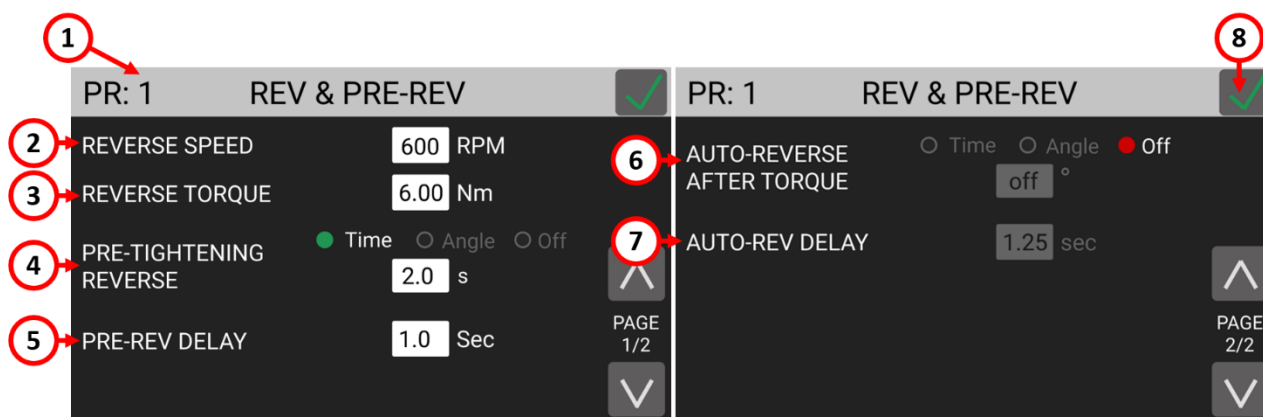 1
PR: 1 REV & PRE-REV
2 REVERSE SPEED 600 RPM
3 REVERSE TORQUE 6.00 Nm
4 PRE-TIGHTENING REVERSE Time Angle Off
2.0 s
5 PRE-REV DELAY 1.0 Sec
PAGE
1/2
8
PR: 1 REV & PRE-REV
6 AUTO-REVERSE AFTER TORQUE Time Angle Off
off °
7 AUTO-REV DELAY 1.25 sec
PAGE
2/2